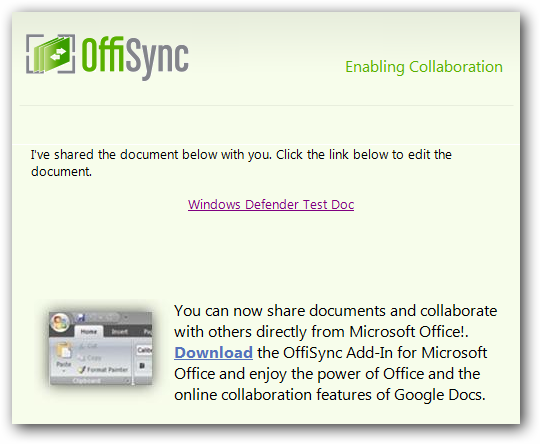 OffiSync
Enabling Collaboration
I've shared the document below with you. Click the link below to edit the
document.
Windows Defender Test Doc
You can now share documents and collaborate
with others directly from Microsoft Office!.
Download the OffiSync Add-In for Microsoft
Office and enjoy the power of Office and the
online collaboration features of Google Docs.
Home Insert
Cut
Copy
Paste
Format Painter
Clipboard
B